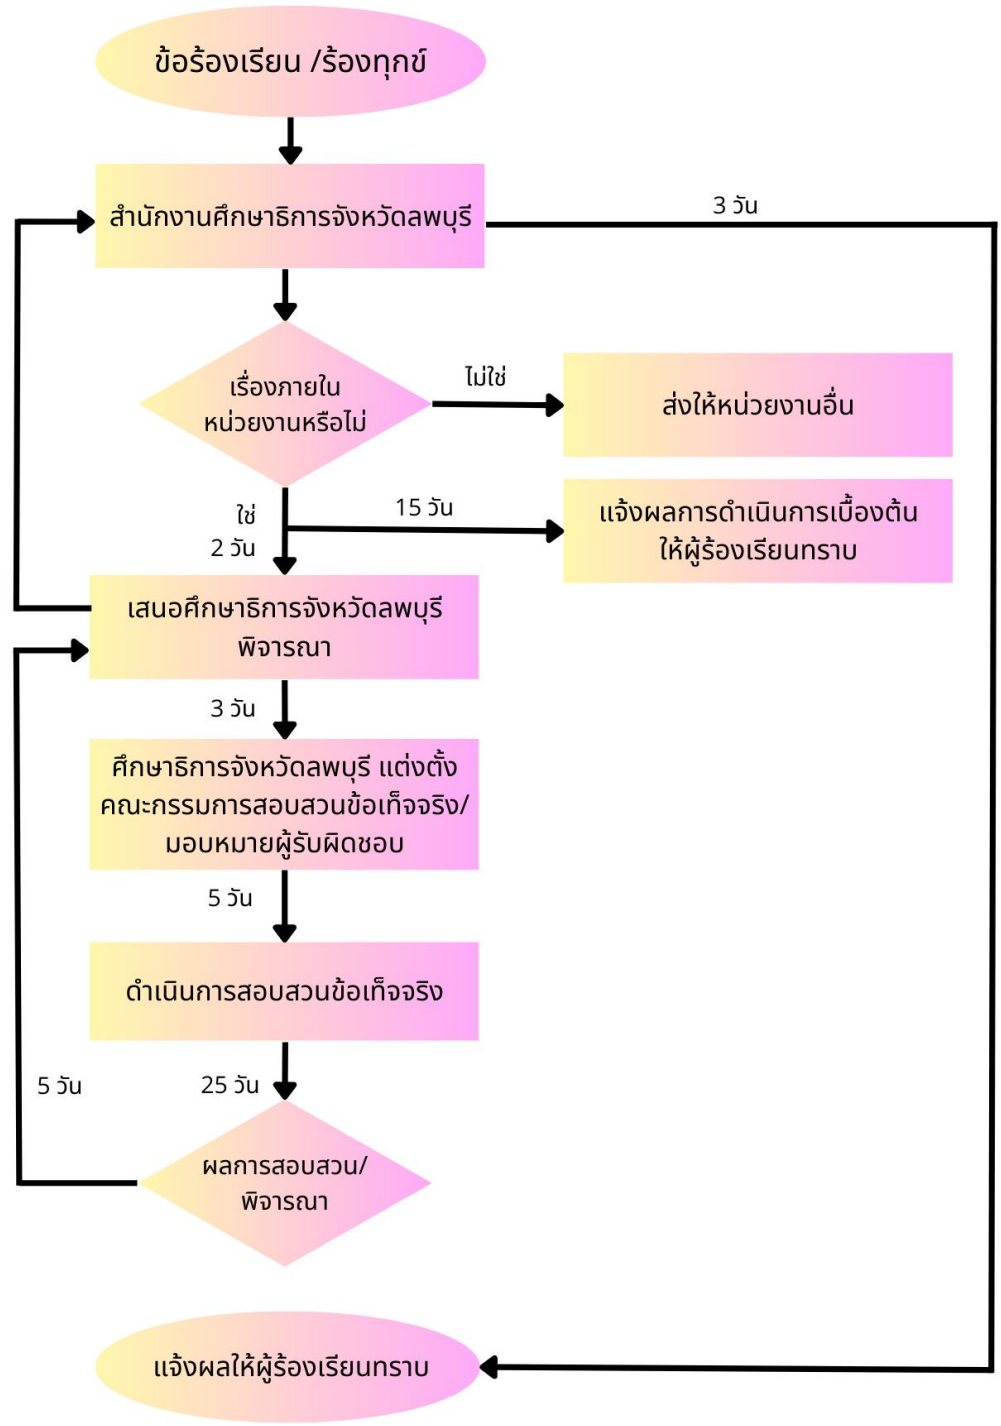 ข้อร้องเรียน /ร้องทุกข์
สำนักงานศึกษาธิการจังหวัดลพบุรี
3 วัน
เรื่องภายใน
หน่วยงานหรือไม่
ไม่ใช่
ส่งให้หน่วยงานอื่น
ใช่
2 วัน
15 วัน
แจ้งผลการดำเนินการเบื้องต้น
ให้ผู้ร้องเรียนทราบ
เสนอศึกษาธิการจังหวัดลพบุรี
พิจารณา
3 วัน
ศึกษาธิการจังหวัดลพบุรี แต่งตั้ง
คณะกรรมการสอบสวนข้อเท็จจริง/
มอบหมายผู้รับผิดชอบ
5 วัน
ดำเนินการสอบสวนข้อเท็จจริง
5 วัน
25 วัน
ผลการสอบสวน/
พิจารณา
แจ้งผลให้ผู้ร้องเรียนทราบ